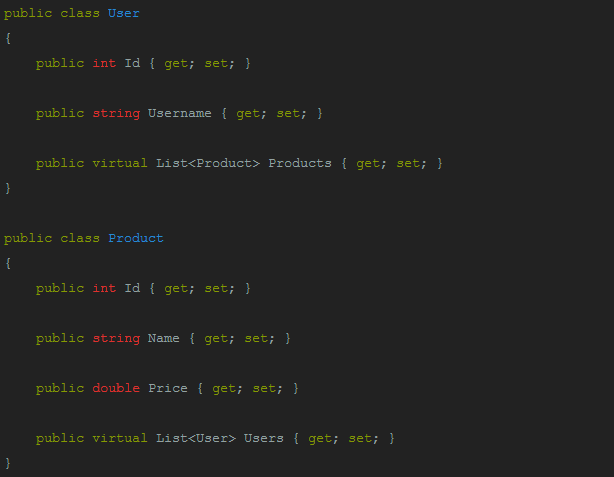 public class User
{
    public int Id { get; set; }
    public string Username { get; set; }
    public virtual List<Product> Products { get; set; }
}
public class Product
{
    public int Id { get; set; }
    public string Name { get; set; }
    public double Price { get; set; }
    public virtual List<User> Users { get; set; }
}